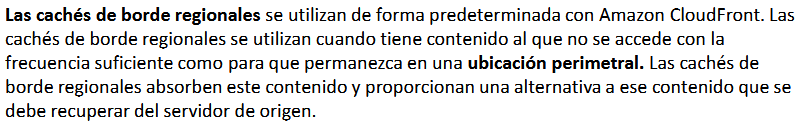 Las cachés de borde regionales se utilizan de forma predeterminada con Amazon CloudFront. Las
cachés de borde regionales se utilizan cuando tiene contenido al que no se accede con la
frecuencia suficiente como para que permanezca en una ubicación perimetral. Las cachés de
borde regionales absorben este contenido y proporcionan una alternativa a ese contenido que se
debe recuperar del servidor de origen.